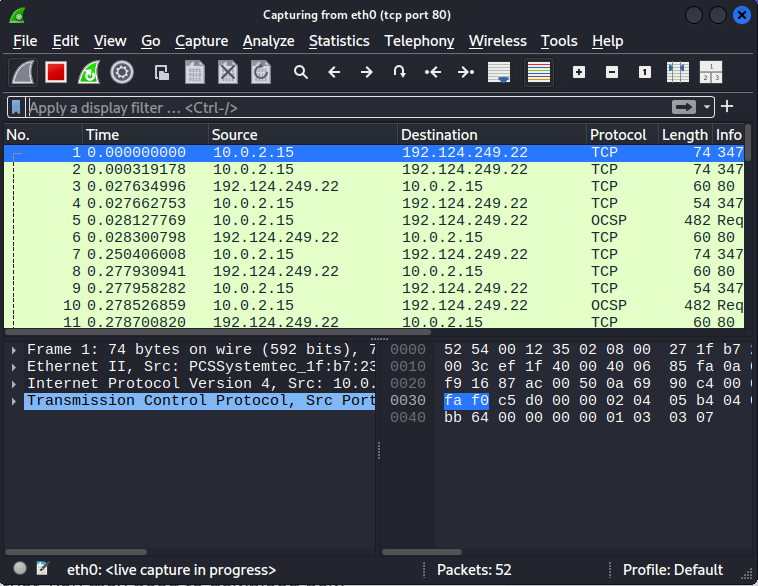 Capturing from eth0 (tcp port 80)
File Edit View Go Capture Analyze Statistics Telephony Wireless Tools Help
Apply a display filter … <Ctrl-/>
No. Time Source Destination Protocol Length Info
1 0.000000000 10.0.2.15 192.124.249.22 TCP 74 347
2 0.000319178 10.0.2.15 192.124.249.22 TCP 74 347
3 0.027634996 192.124.249.22 10.0.2.15 TCP 60 80
4 0.027662753 10.0.2.15 192.124.249.22 TCP 54 347
5 0.028127769 10.0.2.15 192.124.249.22 OCSP 482 Req
6 0.028300798 192.124.249.22 10.0.2.15 TCP 60 80
7 0.250406008 10.0.2.15 192.124.249.22 TCP 74 347
8 0.277930941 192.124.249.22 10.0.2.15 TCP 60 80
9 0.277958282 10.0.2.15 192.124.249.22 TCP 54 347
10 0.278526859 10.0.2.15 192.124.249.22 OCSP 482 Req
11 0.278700820 192.124.249.22 10.0.2.15 TCP 60 80
Frame 1: 74 bytes on wire (592 bits), 7
Ethernet II, Src: PCSSystemtec_1f:b7:23
Internet Protocol Version 4, Src: 10.0.
Transmission Control Protocol, Src Port
0000 52 54 00 12 35 02 08 00 27 1f b7
0010 00 3c ef 1f 40 00 40 06 85 fa 0a
0020 f9 16 87 ac 00 50 0a 69 90 c4 00
0030 fa f0 c5 d0 00 00 02 04 05 b4 04
0040 bb 64 00 00 00 00 01 03 03 07
eth0: <live capture in progress>
Packets: 52
Profile: Default